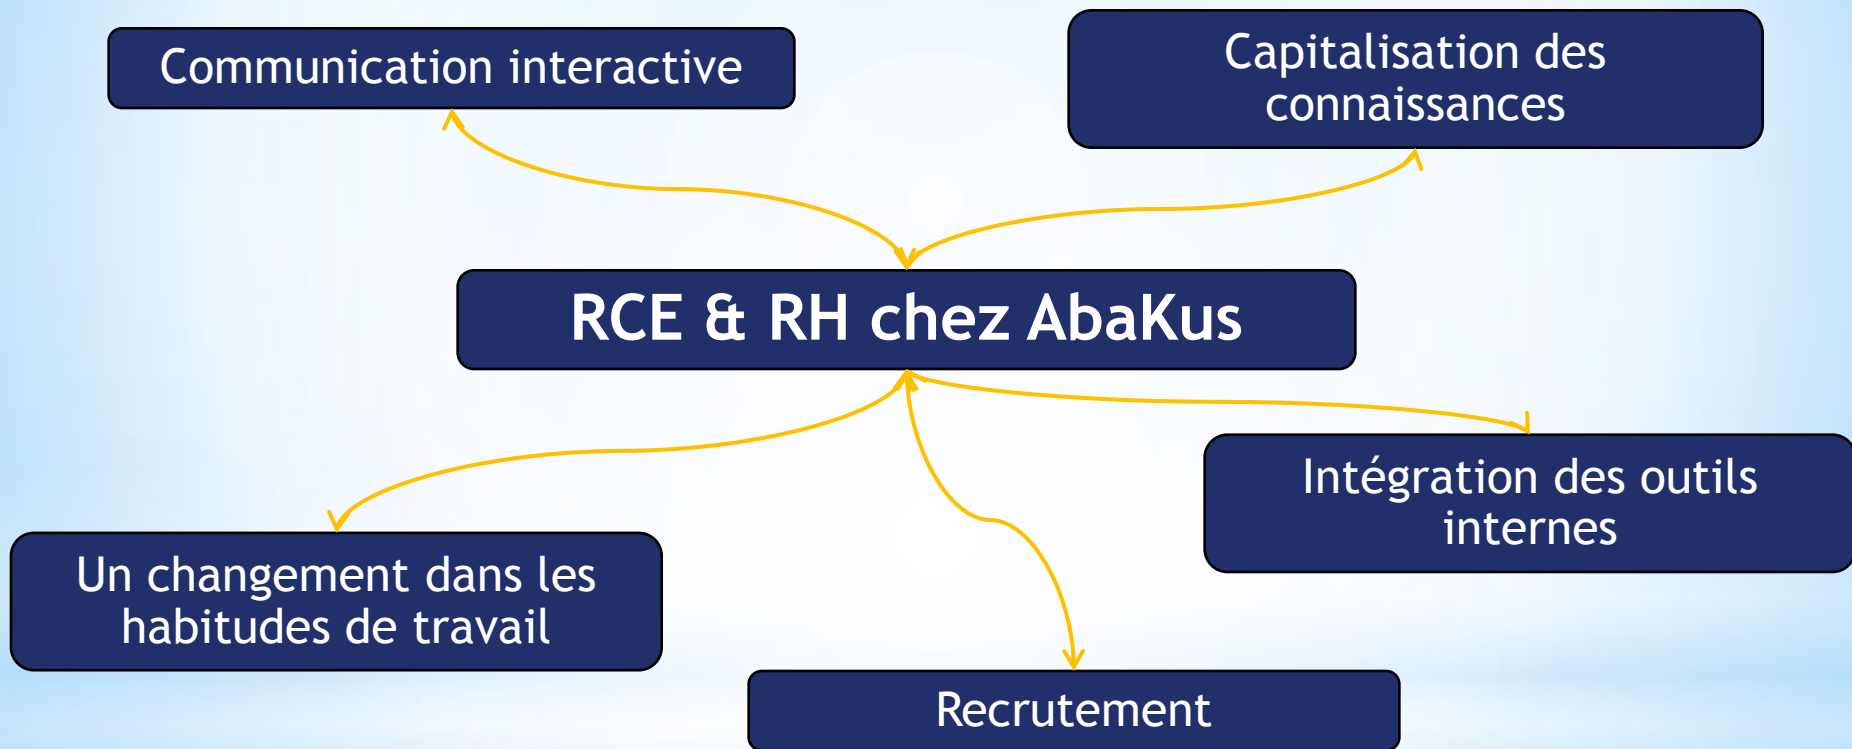 Communication interactive
Capitalisation des
connaissances
RCE & RH chez AbaKus
Intégration des outils
internes
Un changement dans les
habitudes de travail
Recrutement